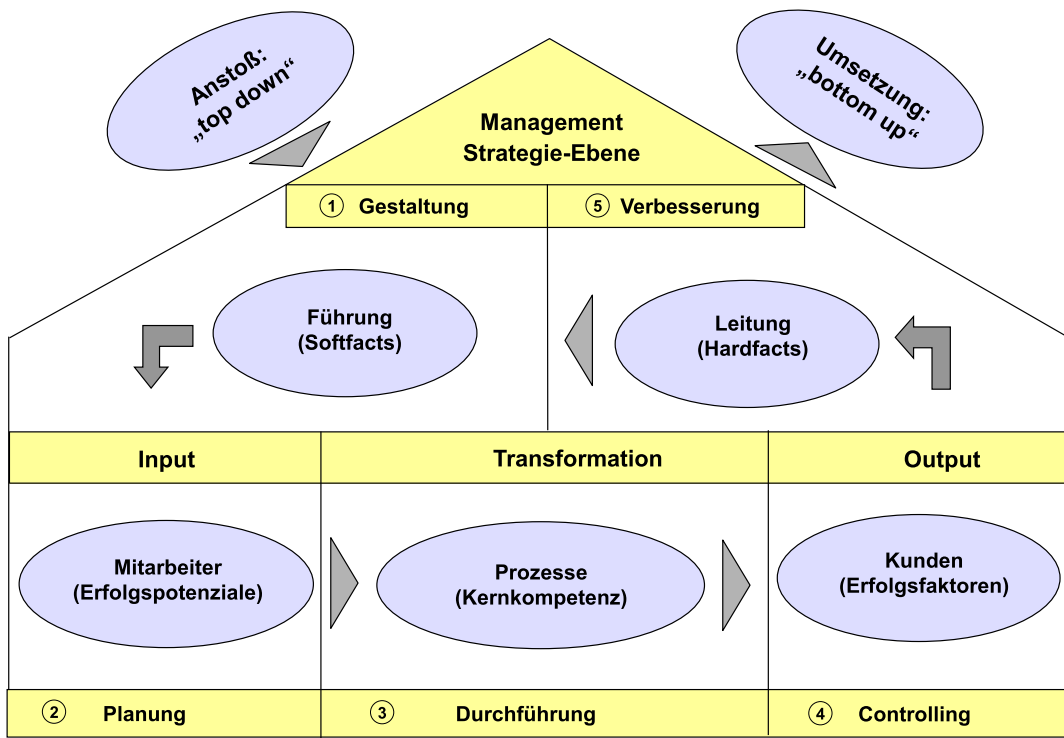 Anstoß:
„top down“
Umsetzung:
„bottom up“
Management
Strategie-Ebene
1 Gestaltung
5 Verbesserung
Führung
(Softfacts)
Leitung
(Hardfacts)
Input
Transformation
Output
Mitarbeiter
(Erfolgspotenziale)
Prozesse
(Kernkompetenz)
Kunden
(Erfolgsfaktoren)
2 Planung
3 Durchführung
4 Controlling